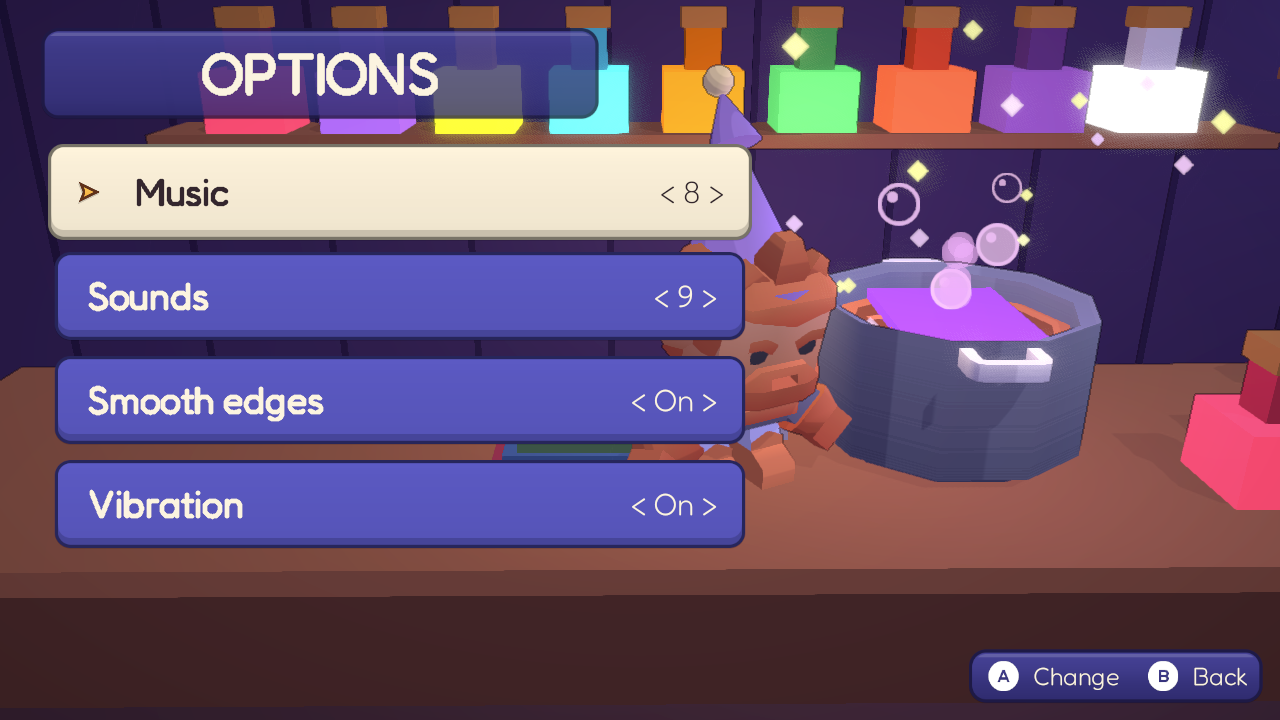 OPTIONS
Music < 8 >
Sounds < 9 >
Smooth edges < On >
Vibration < On >
A Change B Back